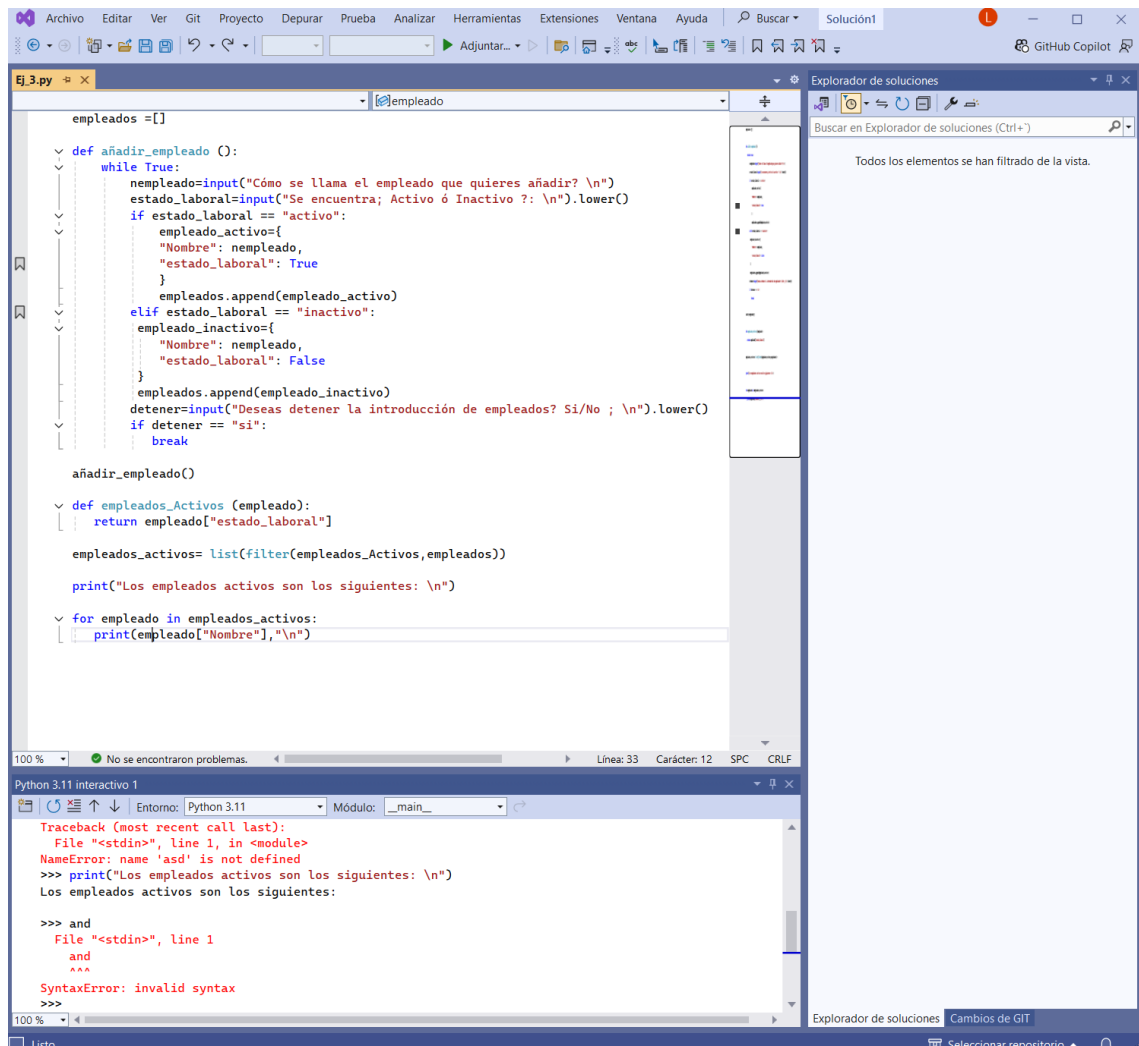 Archivo Editar Ver Git Proyecto Depurar Prueba Analizar Herramientas Extensiones Ventana Ayuda Buscar Solución1 L
Adjuntar... abc GitHub Copilot
Ej_3.py
empleado
empleados =[]
def añadir_empleado ():
while True:
nempleado=input("Cómo se llama el empleado que quieres añadir? \n")
estado_laboral=input("Se encuentra; Activo ó Inactivo ?: \n").lower()
if estado_laboral == "activo":
empleado_activo={
"Nombre": nempleado,
"estado_laboral": True
}
empleados.append(empleado_activo)
elif estado_laboral == "inactivo":
empleado_inactivo={
"Nombre": nempleado,
"estado_laboral": False
}
empleados.append(empleado_inactivo)
detener=input("Deseas detener la introducción de empleados? Si/No ; \n").lower()
if detener == "si":
break
añadir_empleado()
def empleados_Activos (empleado):
return empleado["estado_laboral"]
empleados_activos= list(filter(empleados_Activos,empleados))
print("Los empleados activos son los siguientes: \n")
for empleado in empleados_activos:
print(empleado["Nombre"],"\n")
100 % No se encontraron problemas. Línea: 33 Carácter: 12 SPC CRLF
Python 3.11 interactivo 1
Entorno: Python 3.11 Módulo: __main__
Traceback (most recent call last):
File "<stdin>", line 1, in <module>
NameError: name 'asd' is not defined
>>> print("Los empleados activos son los siguientes: \n")
Los empleados activos son los siguientes:
>>> and
File "<stdin>", line 1
and
^^^
SyntaxError: invalid syntax
>>>
100 %
Explorador de soluciones
Buscar en Explorador de soluciones (Ctrl+`)
Todos los elementos se han filtrado de la vista.
Explorador de soluciones Cambios de GIT
Listo Seleccionar repositorio